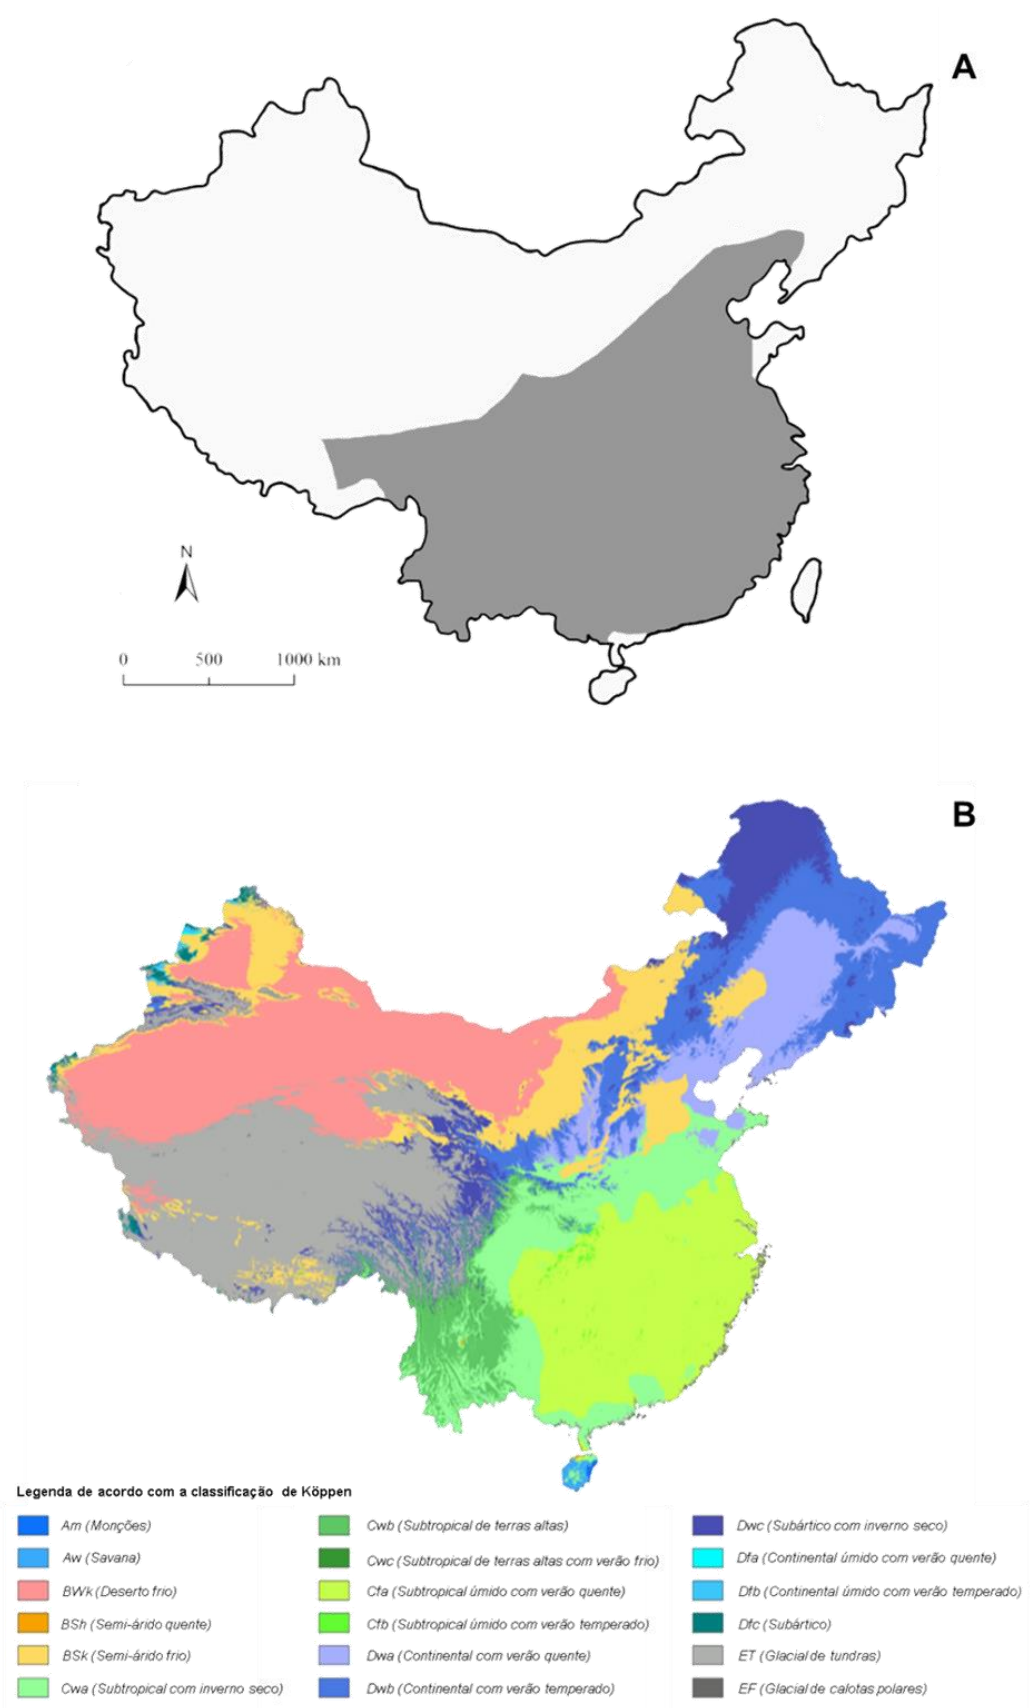 A
N
0 500 1000 km
B
Legenda de acordo com a classificação de Köppen
Am (Monções)
Aw (Savana)
BWk (Deserto frio)
BSh (Semi-árido quente)
BSk (Semi-árido frio)
Cwa (Subtropical com inverno seco)
Cwb (Subtropical de terras altas)
Cwc (Subtropical de terras altas com verão frio)
Cfa (Subtropical úmido com verão quente)
Cfb (Subtropical úmido com verão temperado)
Dwa (Continental com verão quente)
Dwb (Continental com verão temperado)
Dwc (Subártico com inverno seco)
Dfa (Continental úmido com verão quente)
Dfb (Continental úmido com verão temperado)
Dfc (Subártico)
ET (Glacial de tundras)
EF (Glacial de calotas polares)